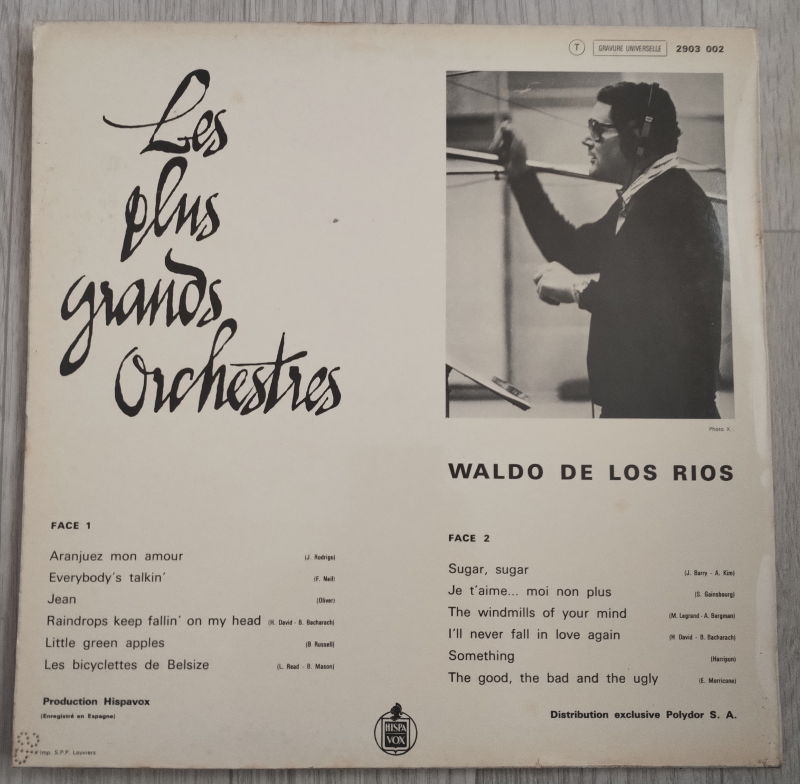 T GRAVURE UNIVERSELLE 2903 002
Les
plus
grands
Orchestres
Photo X.
WALDO DE LOS RIOS
FACE 1
Aranjuez mon amour (J. Rodrigo)
Everybody's talkin' (F. Neil)
Jean (Oliver)
Raindrops keep fallin' on my head (H. David - B. Bacharach)
Little green apples (B Russell)
Les bicyclettes de Belsize (L. Read - B. Mason)
Production Hispavox
(Enregistré en Espagne)
Imp. S.P.F. Louviers
FACE 2
Sugar, sugar (J. Barry - A. Kim)
Je t'aime... moi non plus (S. Gainsbourg)
The windmills of your mind (M. Legrand - A. Bergman)
I'll never fall in love again (H David - B. Bacharach)
Something (Harrison)
The good, the bad and the ugly (E. Morricone)
HISPA
VOX
Distribution exclusive Polydor S. A.